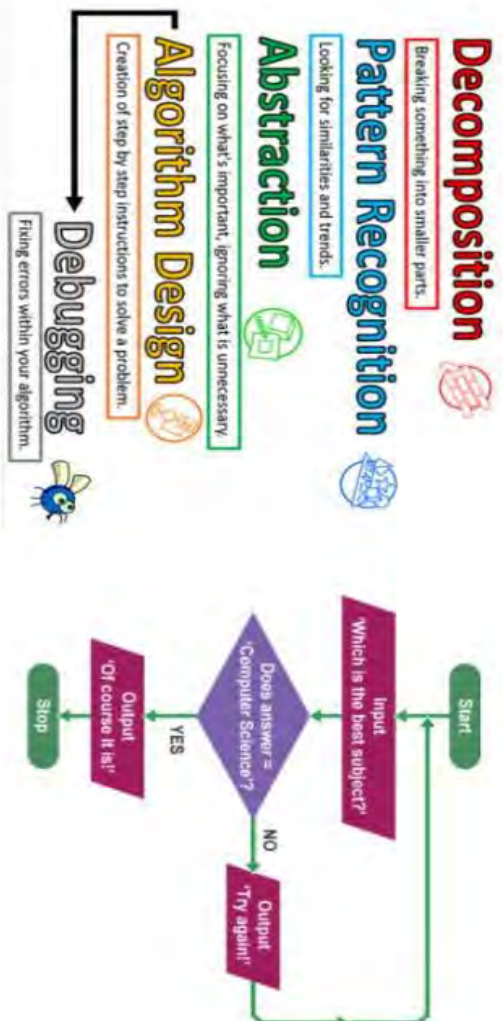 Decomposition
Breaking something into smaller parts.
Pattern Recognition
Looking for similarities and trends.
Abstraction
Focusing on what's important, ignoring what is unnecessary.
Algorithm Design
Creation of step by step instructions to solve a problem.
Debugging
Fixing errors within your algorithm.
Start
Input
'Which is the best subject?'
Does answer =
'Computer Science'?
NO
Output
'Try again!'
YES
Output
'Of course it is!'
Stop